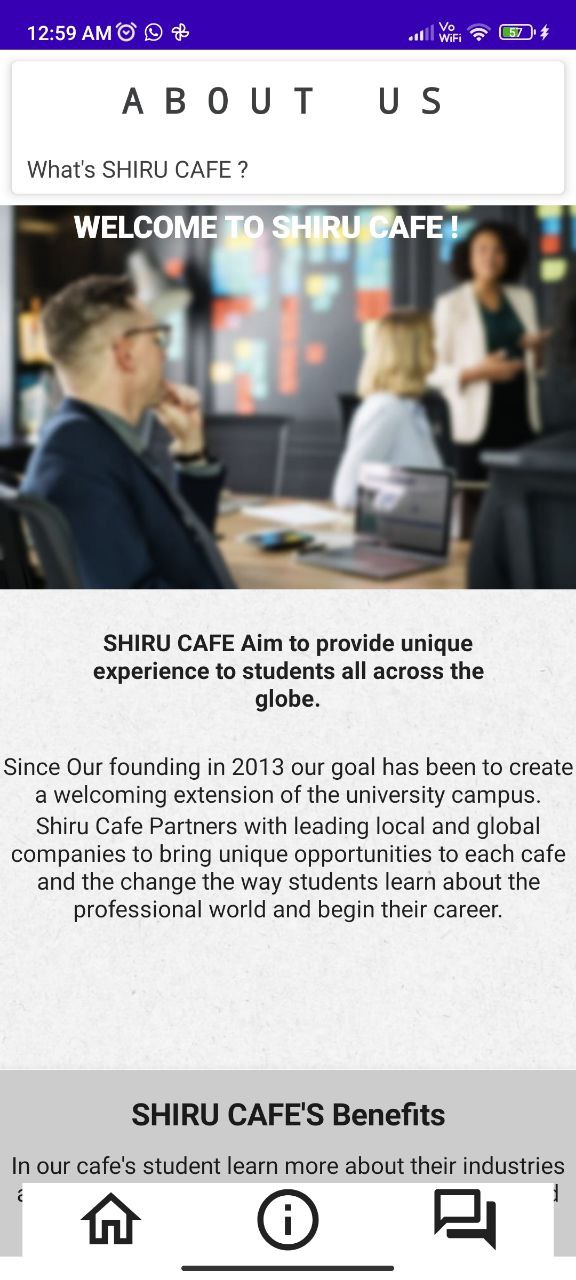 12:59 AM
Vo
WiFi
57
ABOUT US
What's SHIRU CAFE ?
WELCOME TO SHIRU CAFE !
SHIRU CAFE Aim to provide unique
experience to students all across the
globe.
Since Our founding in 2013 our goal has been to create
a welcoming extension of the university campus.
Shiru Cafe Partners with leading local and global
companies to bring unique opportunities to each cafe
and the change the way students learn about the
professional world and begin their career.
SHIRU CAFE'S Benefits
In our cafe's student learn more about their industries